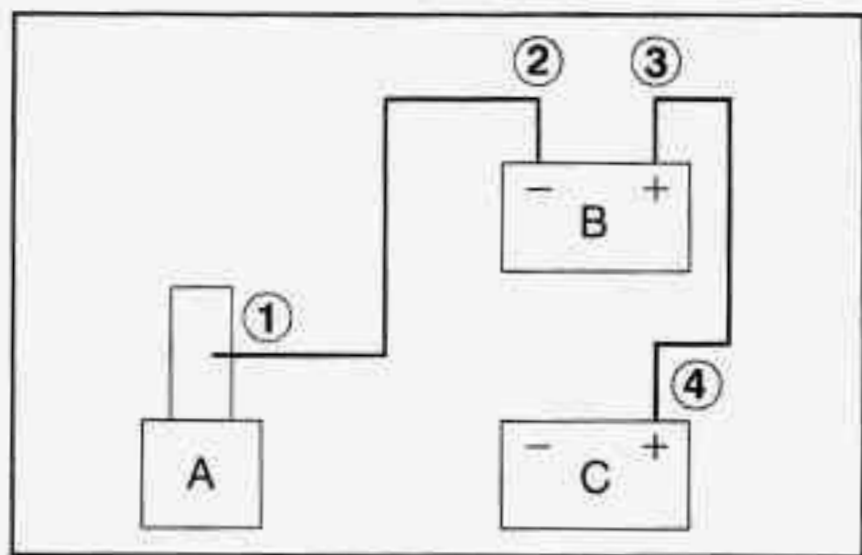 ② ③
− +
B
①
④
− +
A C